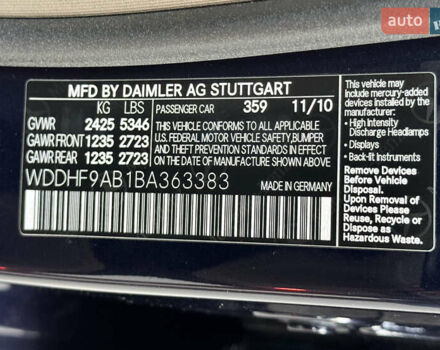 auto
MFD BY DAIMLER AG STUTTGART
KG LBS
GVWR 2425 5346
GAWR FRONT 1235 2723
GAWR REAR 1235 2723
PASSENGER CAR 359 11/10
THIS VEHICLE CONFORMS TO ALL APPLICABLE
U.S. FEDERAL MOTOR VEHICLE SAFETY, BUMPER
AND THEFT PREVENTION STANDARDS IN EFFECT
ON THE DATE OF MANUFACTURE SHOWN ABOVE.
WDDHF9AB1BA363383
MADE IN GERMANY
This vehicle may
include mercury-added
devices installed by the
manufacturer:
• High Intensity
Discharge Headlamps
• Displays
• Back-lit Instruments
Remove Devices
Before Vehicle
Disposal.
Upon Removal of
Devices Please
Reuse, Recycle or
Dispose as
Hazardous Waste.